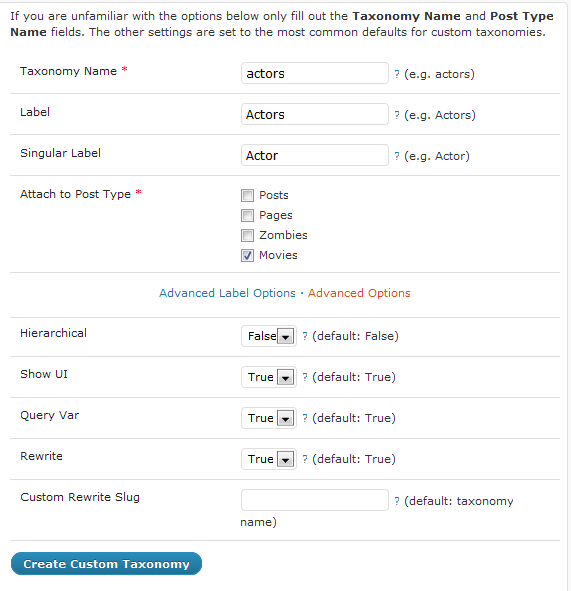 If you are unfamiliar with the options below only fill out the Taxonomy Name and Post Type
Name fields. The other settings are set to the most common defaults for custom taxonomies.
Taxonomy Name * actors ? (e.g. actors)
Label Actors ? (e.g. Actors)
Singular Label Actor ? (e.g. Actor)
Attach to Post Type * Posts
Pages
Zombies
Movies
Advanced Label Options · Advanced Options
Hierarchical False ? (default: False)
Show UI True ? (default: True)
Query Var True ? (default: True)
Rewrite True ? (default: True)
Custom Rewrite Slug ? (default: taxonomy
name)
Create Custom Taxonomy